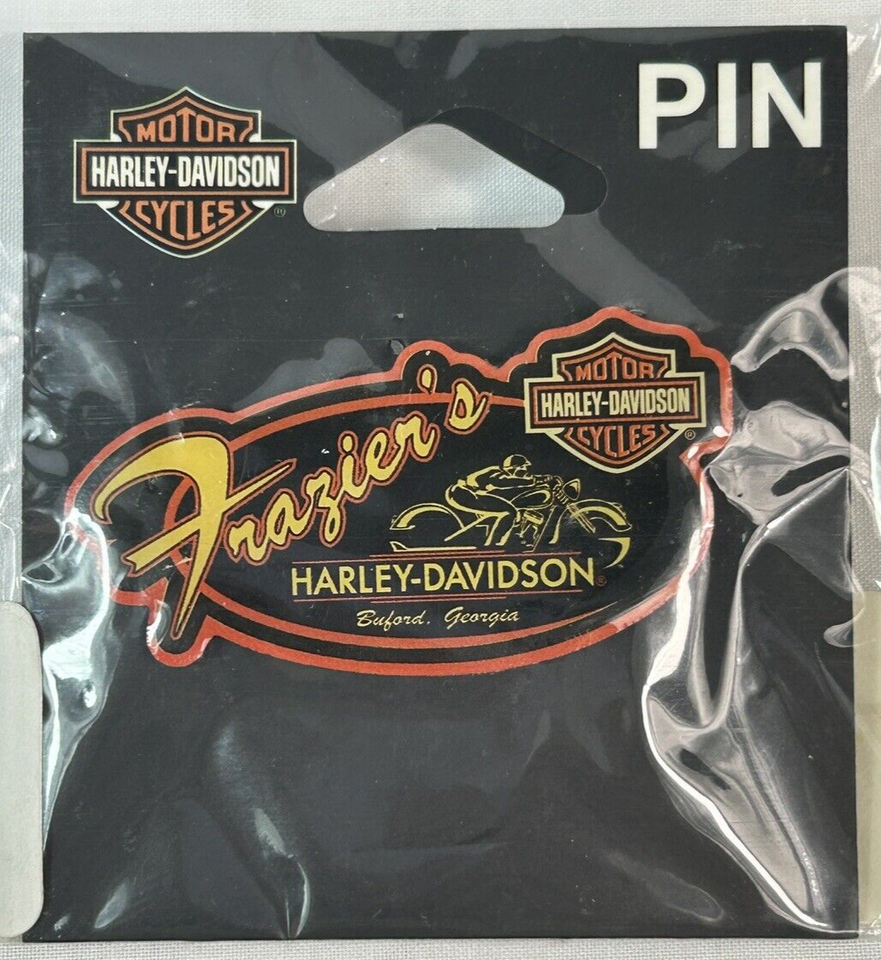 PIN
MOTOR
HARLEY-DAVIDSON
CYCLES
®
MOTOR
HARLEY-DAVIDSON
CYCLES
®
Frazier's
HARLEY-DAVIDSON®
Buford, Georgia